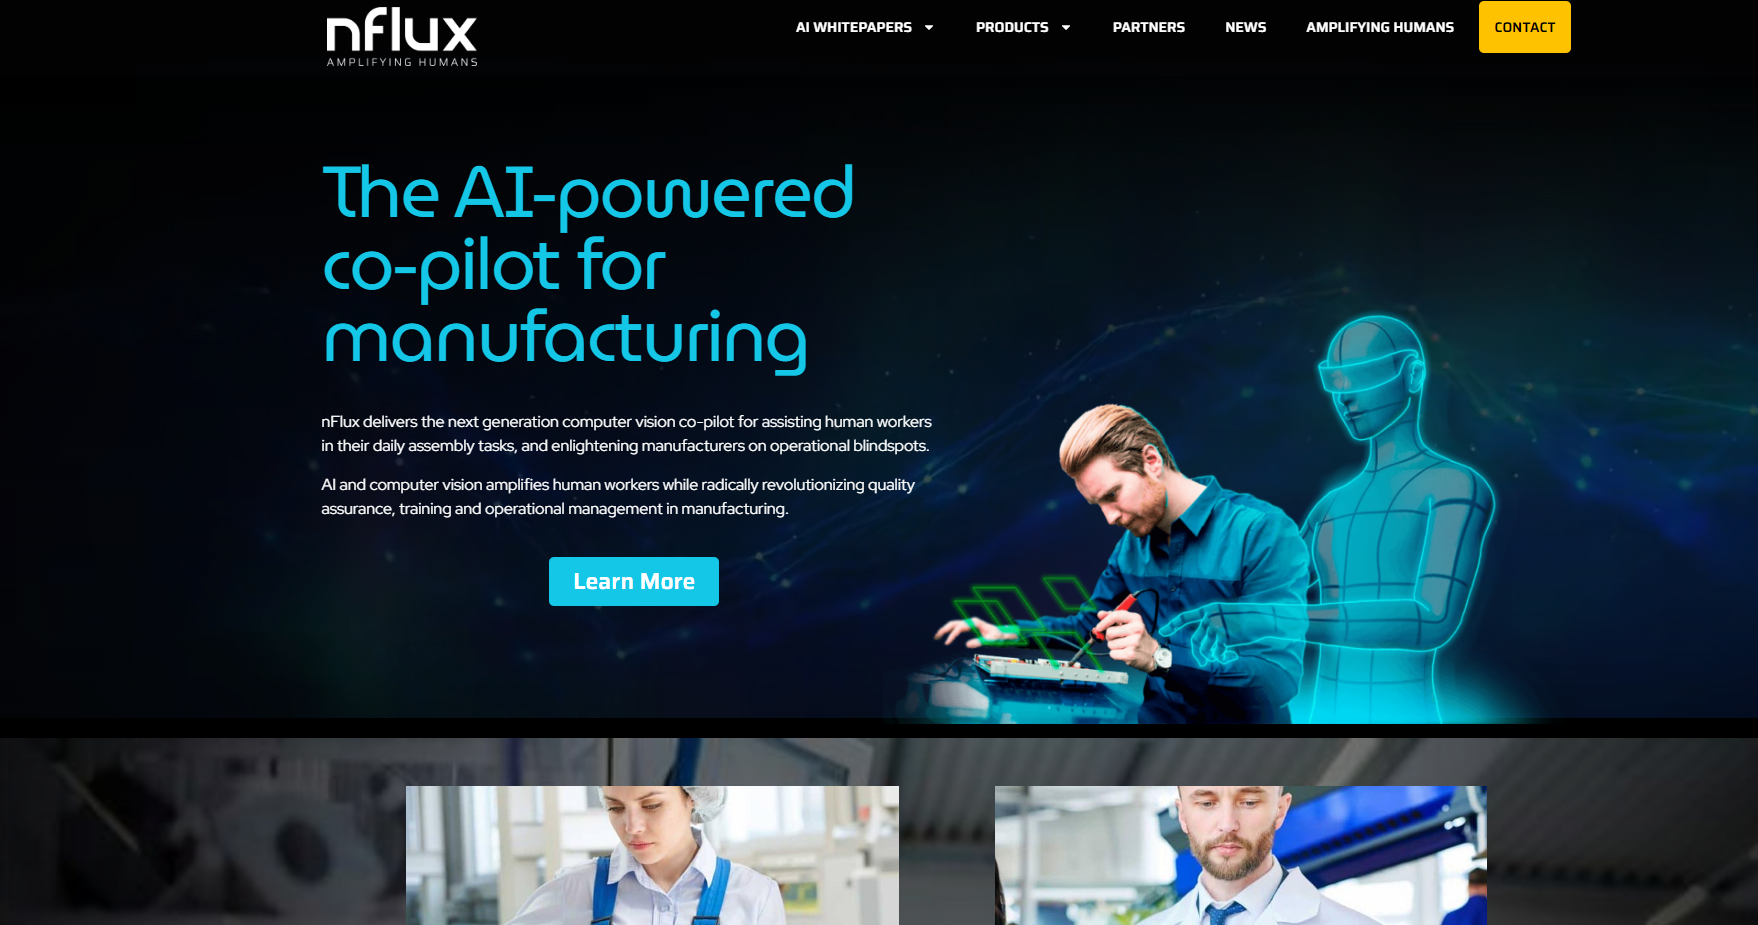 nflux
AMPLIFYING HUMANS
AI WHITEPAPERS
PRODUCTS
PARTNERS
NEWS
AMPLIFYING HUMANS
CONTACT
The AI-powered
co-pilot for
manufacturing
nFlux delivers the next generation computer vision co-pilot for assisting human workers
in their daily assembly tasks, and enlightening manufacturers on operational blindspots.
AI and computer vision amplifies human workers while radically revolutionizing quality
assurance, training and operational management in manufacturing.
Learn More